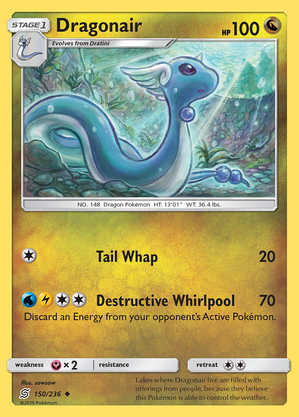 STAGE 1
Dragonair
HP 100
Evolves from Dratini
NO. 148 Dragon Pokémon HT: 13'01" WT: 36.4 lbs.
Tail Whap 20
Destructive Whirlpool 70
Discard an Energy from your opponent's Active Pokémon.
weakness × 2 resistance retreat
Illus. sowsow
150/236
Lakes where Dragonair live are filled with
offerings from people, because they believe
this Pokémon is able to control the weather.